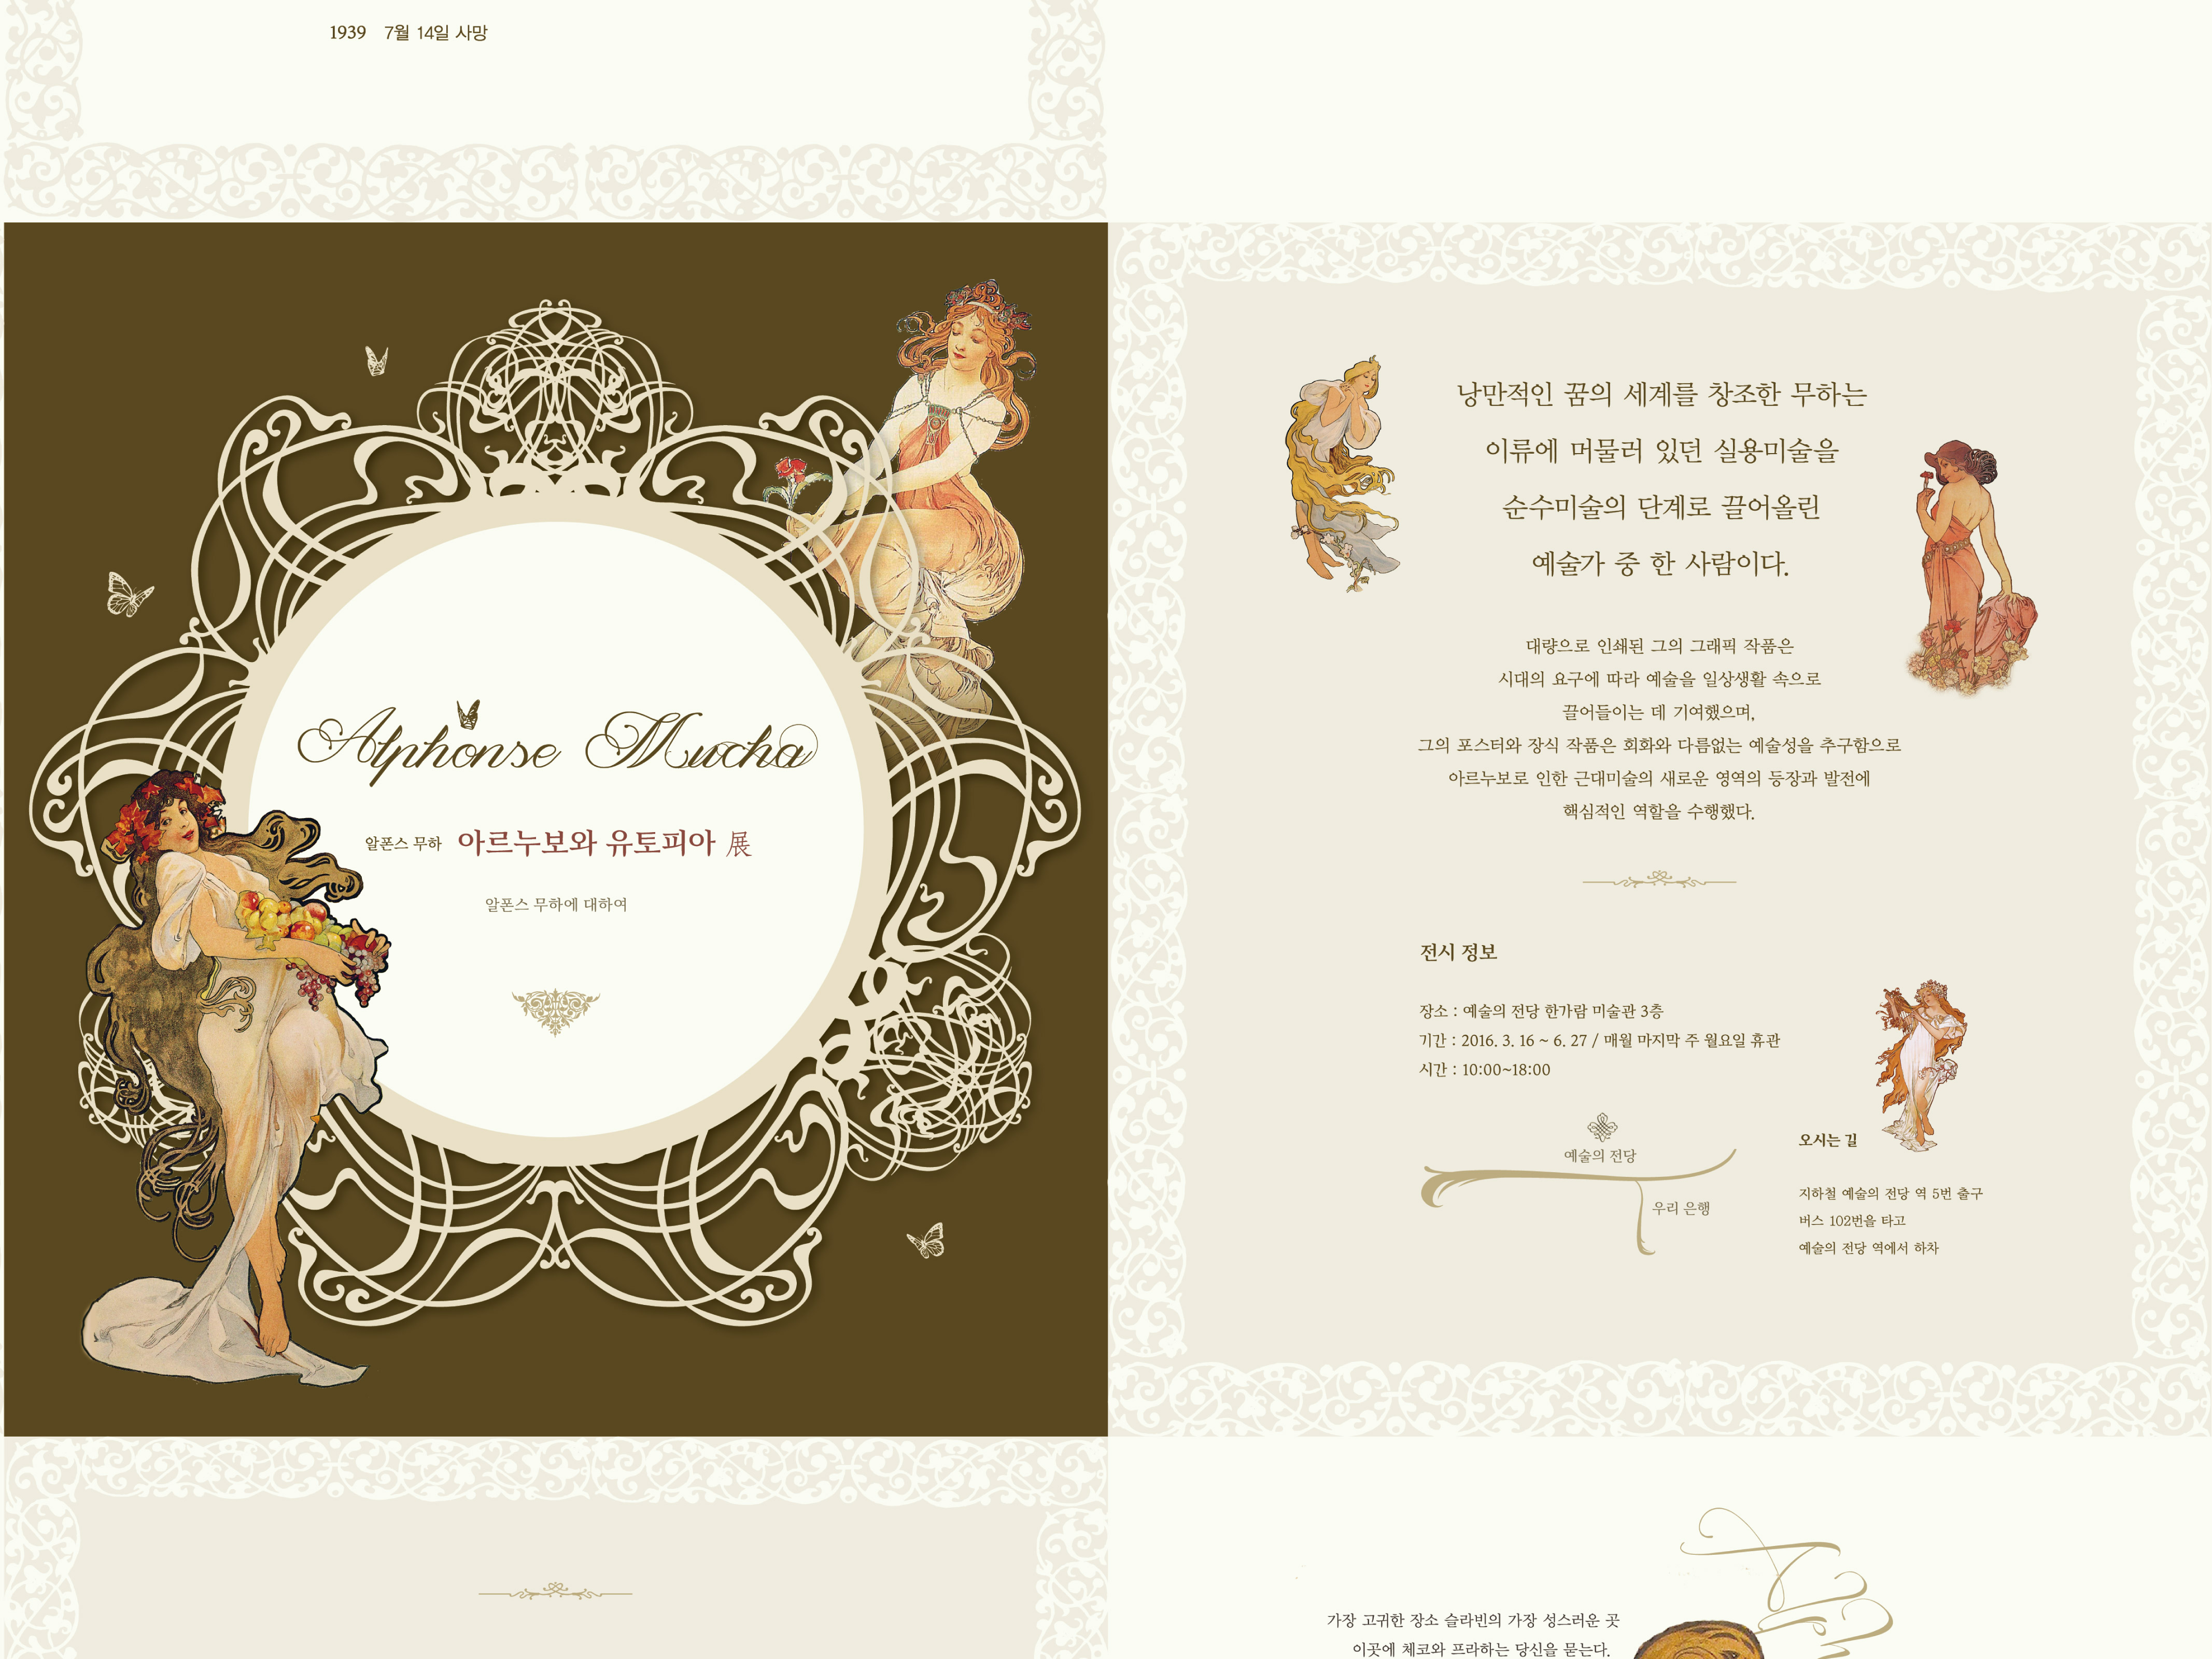 1939 7월 14일 사망
Alphonse Mucha
알폰스 무하 아르누보와 유토피아 展
알폰스 무하에 대하여
낭만적인 꿈의 세계를 창조한 무하는
이류에 머물러 있던 실용미술을
순수미술의 단계로 끌어올린
예술가 중 한 사람이다.
대량으로 인쇄된 그의 그래픽 작품은
시대의 요구에 따라 예술을 일상생활 속으로
끌어들이는 데 기여했으며,
그의 포스터와 장식 작품은 회화와 다름없는 예술성을 추구함으로
아르누보로 인한 근대미술의 새로운 영역의 등장과 발전에
핵심적인 역할을 수행했다.
전시 정보
장소 : 예술의 전당 한가람 미술관 3층
기간 : 2016. 3. 16 ~ 6. 27 / 매월 마지막 주 월요일 휴관
시간 : 10:00~18:00
예술의 전당
우리 은행
오시는 길
지하철 예술의 전당 역 5번 출구
버스 102번을 타고
예술의 전당 역에서 하차
가장 고귀한 장소 슬라빈의 가장 성스러운 곳
이곳에 체코와 프라하는 당신을 묻는다.